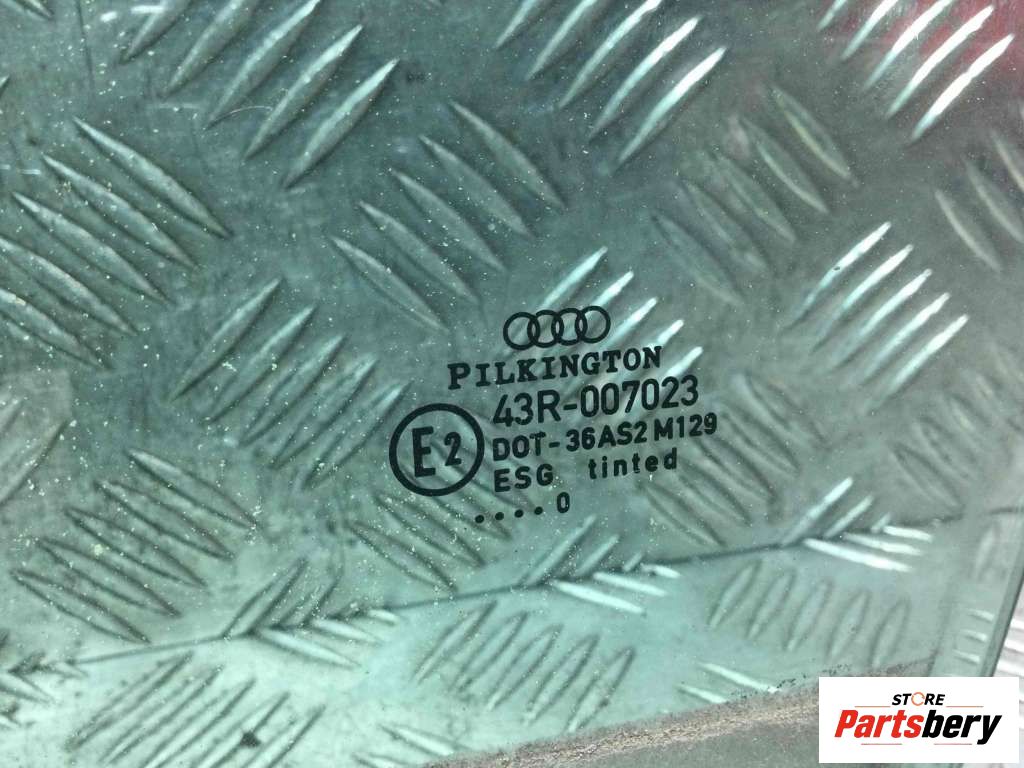 PILKINGTON
43R-007023
E2
DOT-36AS2 M129
ESG tinted
....0
STORE
Partsbery